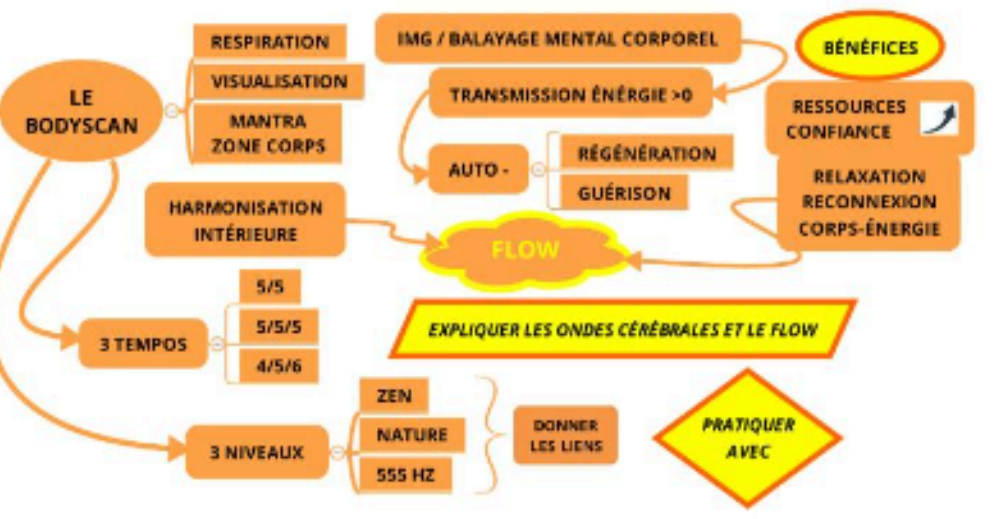 LE
BODYSCAN
RESPIRATION
VISUALISATION
MANTRA
ZONE CORPS
IMG / BALAYAGE MENTAL CORPOREL
TRANSMISSION ÉNÉRGIE >0
AUTO -
RÉGÉNÉRATION
GUÉRISON
BÉNÉFICES
RESSOURCES
CONFIANCE
RELAXATION
RECONNEXION
CORPS-ÉNERGIE
HARMONISATION
INTÉRIEURE
FLOW
3 TEMPOS
5/5
5/5/5
4/5/6
EXPLIQUER LES ONDES CÉRÉBRALES ET LE FLOW
3 NIVEAUX
ZEN
NATURE
555 HZ
DONNER
LES LIENS
PRATIQUER
AVEC